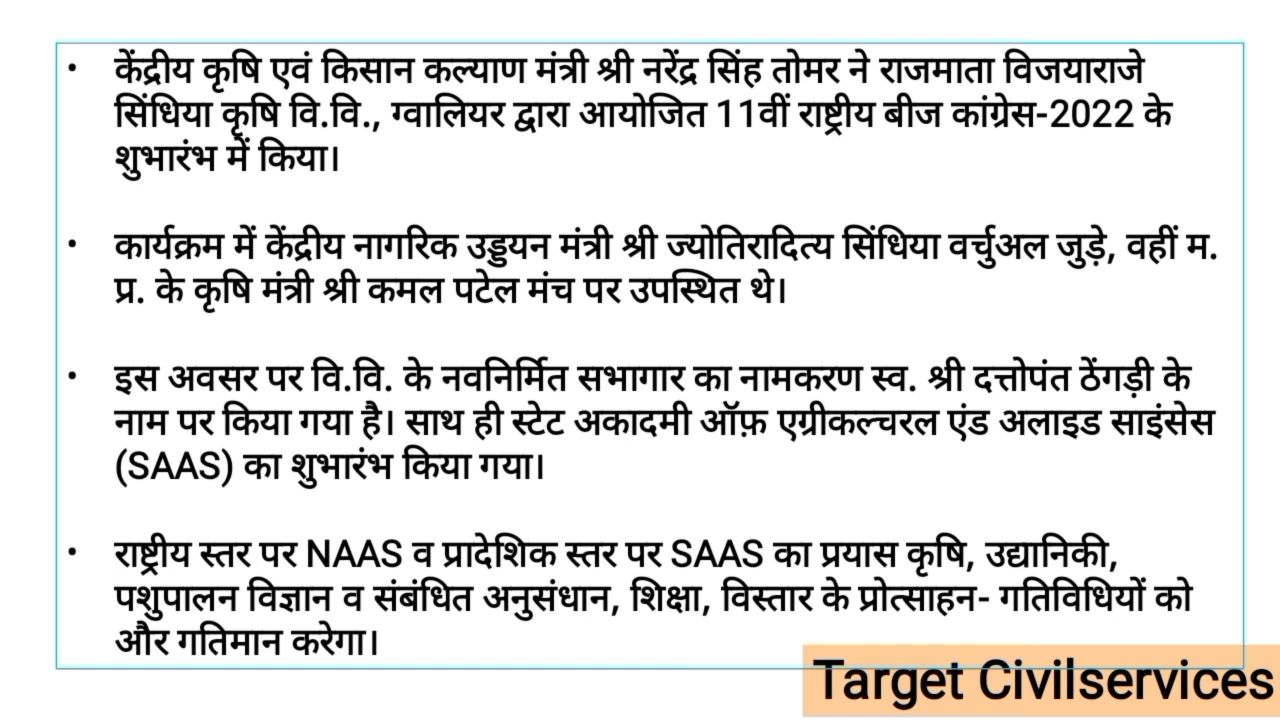 • केंद्रीय कृषि एवं किसान कल्याण मंत्री श्री नरेंद्र सिंह तोमर ने राजमाता विजयाराजे
सिंधिया कृषि वि.वि., ग्वालियर द्वारा आयोजित 11वीं राष्ट्रीय बीज कांग्रेस-2022 के
शुभारंभ में किया।
• कार्यक्रम में केंद्रीय नागरिक उड्डयन मंत्री श्री ज्योतिरादित्य सिंधिया वर्चुअल जुड़े, वहीं म.
प्र. के कृषि मंत्री श्री कमल पटेल मंच पर उपस्थित थे।
• इस अवसर पर वि.वि. के नवनिर्मित सभागार का नामकरण स्व. श्री दत्तोपंत ठेंगड़ी के
नाम पर किया गया है। साथ ही स्टेट अकादमी ऑफ़ एग्रीकल्चरल एंड अलाइड साइंसेस
(SAAS) का शुभारंभ किया गया।
• राष्ट्रीय स्तर पर NAAS व प्रादेशिक स्तर पर SAAS का प्रयास कृषि, उद्यानिकी,
पशुपालन विज्ञान व संबंधित अनुसंधान, शिक्षा, विस्तार के प्रोत्साहन- गतिविधियों को
और गतिमान करेगा।
Target Civilservices